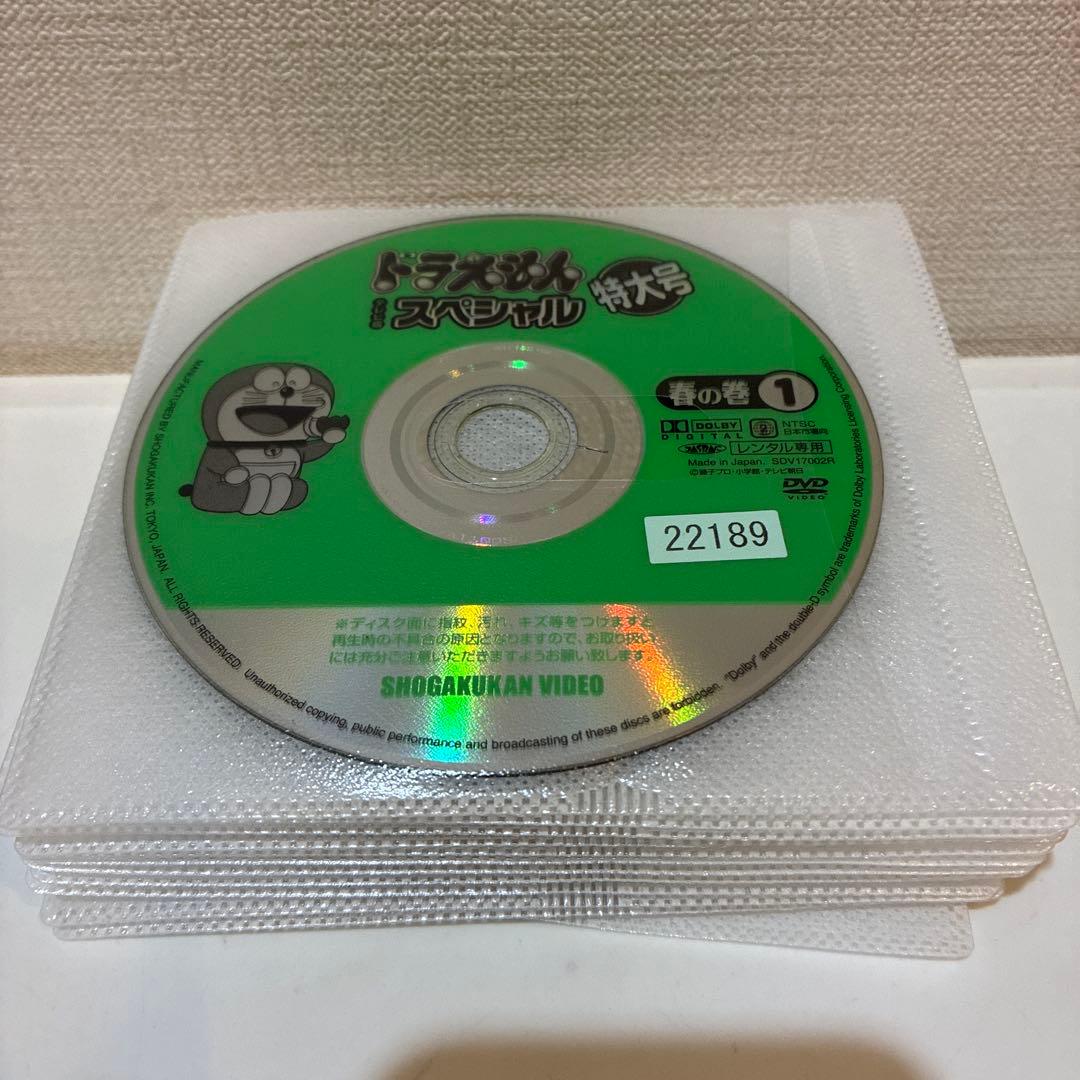 ドラえもん
スペシャル
特大号
春の巻 1
DOLBY
DIGITAL
NTSC
日本市場向
レンタル専用
Made in Japan. SDV17002R
©藤子プロ・小学館・テレビ朝日
DVD
VIDEO
22189
※ディスク面に指紋、汚れ、キズ等をつけますと
再生時の不具合の原因となりますので、お取り扱い
には充分ご注意いただきますようお願い致します。
SHOGAKUKAN VIDEO
MANUFACTURED BY SHOGAKUKAN INC, TOKYO, JAPAN. ALL RIGHTS RESERVED. Unauthorized copying, public performance and broadcasting of these discs are forbidden. "Dolby" and the double-D symbol are trademarks of Dolby Laboratories Licensing Corporation.